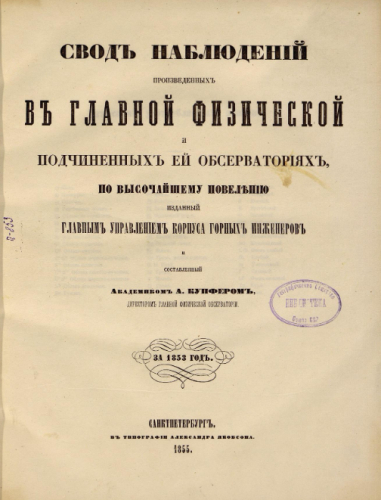 СВОДЪ НАБЛЮДЕНІЙ
ПРОИЗВЕДЕННЫХЪ
ВЪ ГЛАВНОЙ ФИЗИЧЕСКОЙ
И
ПОДЧИНЕННЫХЪ ЕЙ ОБСЕРВАТОРІЯХЪ,
ПО ВЫСОЧАЙШЕМУ ПОВЕЛѢНІЮ
ИЗДАННЫЙ
ГЛАВНЫМЪ УПРАВЛЕНІЕМЪ КОРПУСА ГОРНЫХЪ ИНЖЕНЕРОВЪ
И
СОСТАВЛЕННЫЙ
АКАДЕМИКОМЪ А. КУПФЕРОМЪ,
ДИРЕКТОРОМЪ ГЛАВНОЙ ФИЗИЧЕСКОЙ ОБСЕРВАТОРІИ
ЗА 1853 ГОДЪ.
САНКТПЕТЕРБУРГЪ.
ВЪ ТИПОГРАФІИ АЛЕКСАНДРА ЯКОБСОНА.
1855.